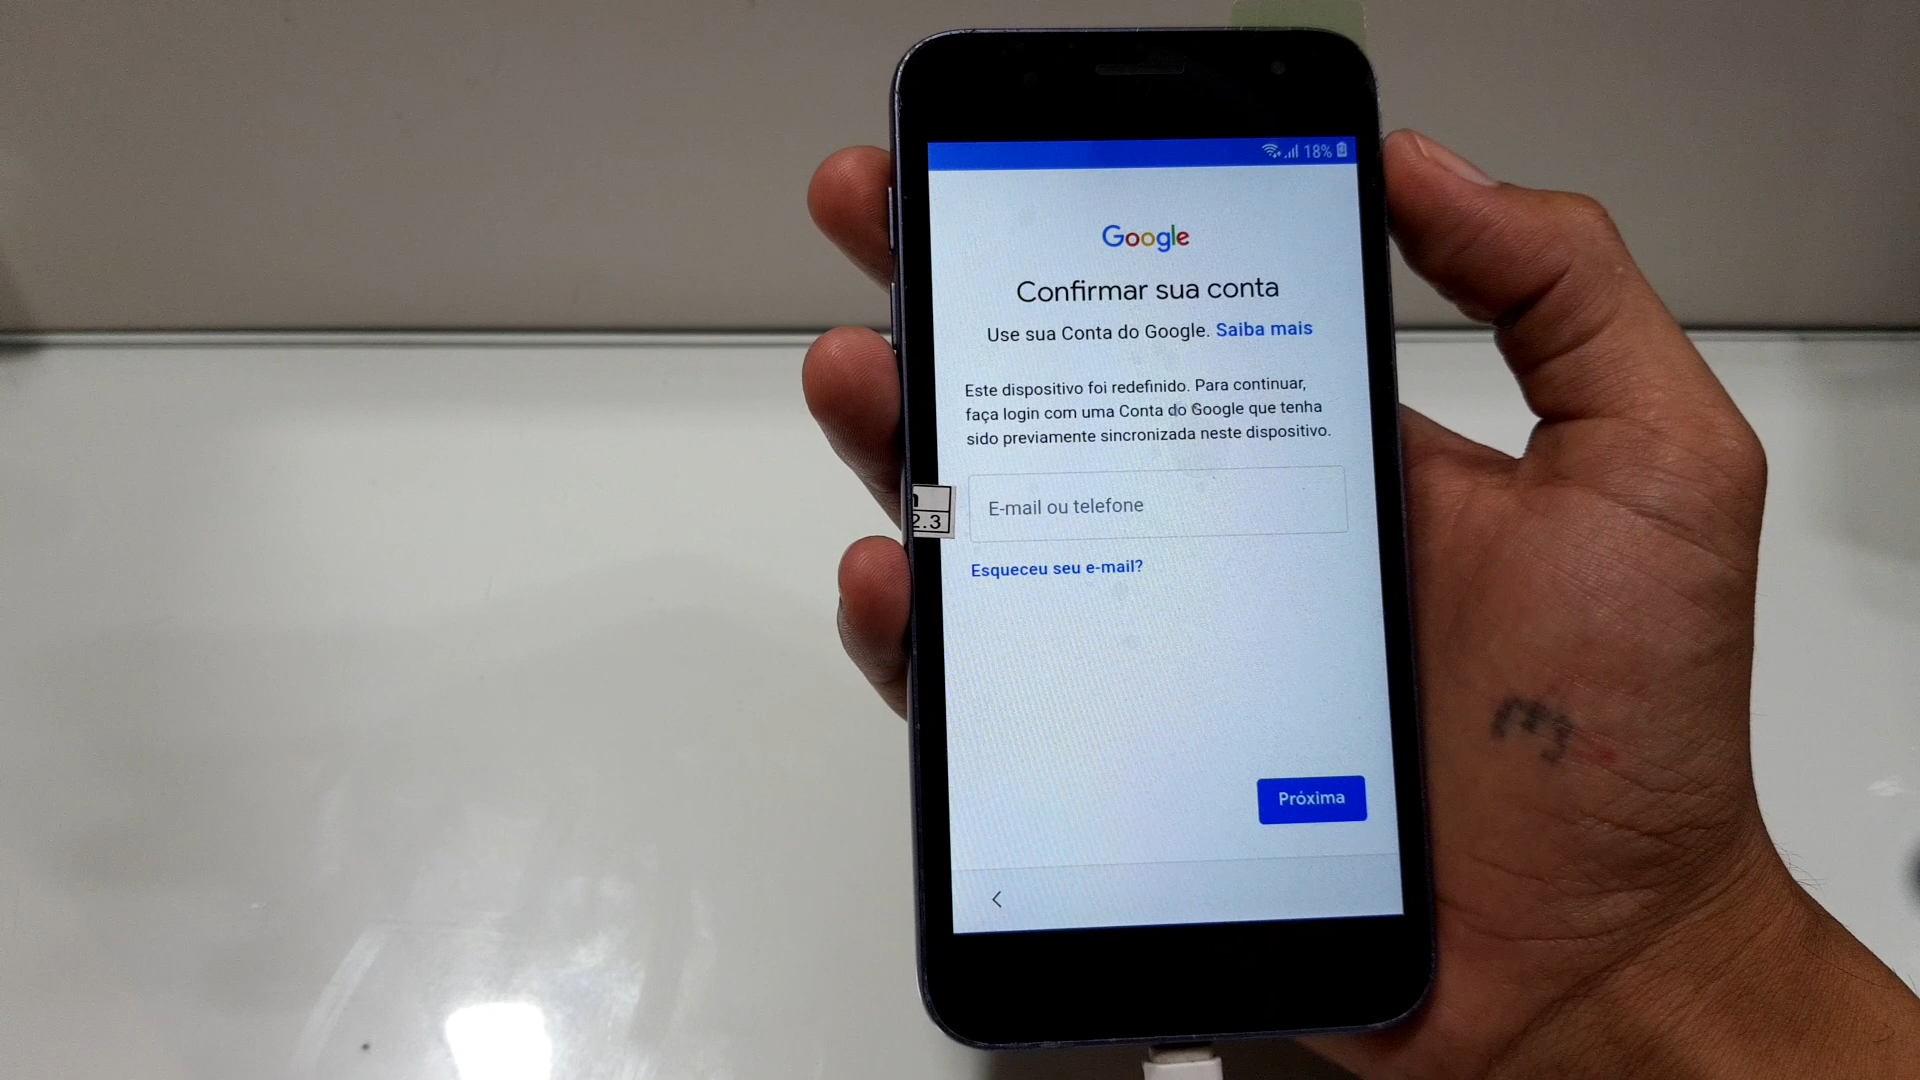 18%
Google
Confirmar sua conta
Use sua Conta do Google. Saiba mais
Este dispositivo foi redefinido. Para continuar,
faça login com uma Conta do Google que tenha
sido previamente sincronizada neste dispositivo.
E-mail ou telefone
2.3
Esqueceu seu e-mail?
Próxima